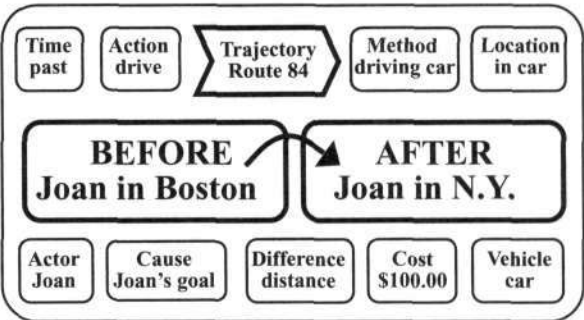 Time
past
Action
drive
Trajectory
Route 84
Method
driving car
Location
in car
BEFORE
Joan in Boston
AFTER
Joan in N.Y.
Actor
Joan
Cause
Joan's goal
Difference
distance
Cost
$100.00
Vehicle
car